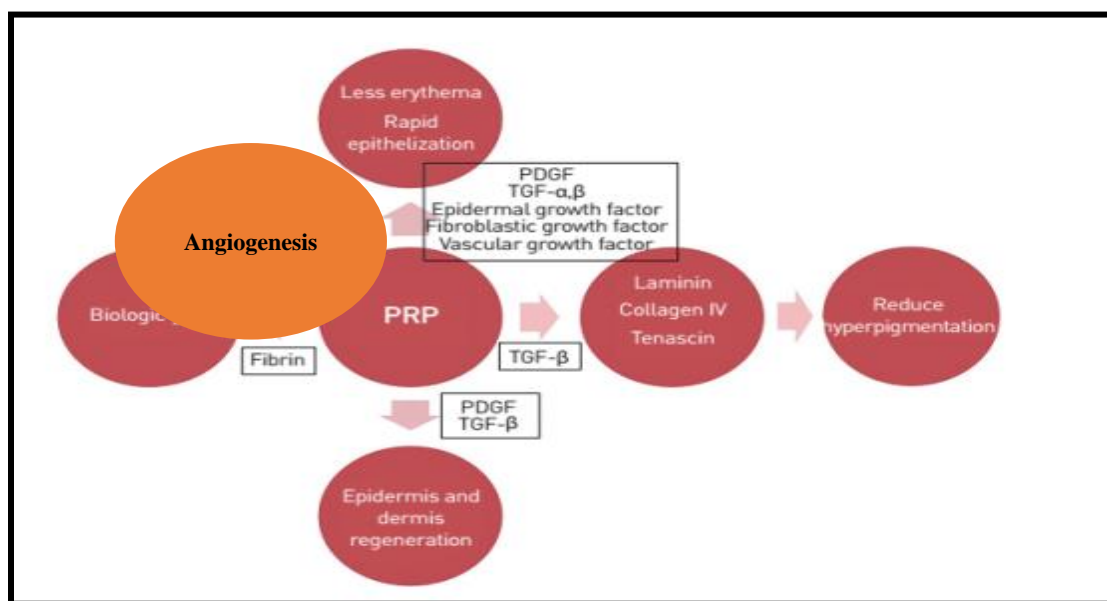 Less erythema
Rapid
epithelization
PDGF
TGF-α,β
Epidermal growth factor
Fibroblastic growth factor
Vascular growth factor
Angiogenesis
PRP
Fibrin
TGF-β
Laminin
Collagen IV
Tenascin
Reduce
hyperpigmentation
PDGF
TGF-β
Epidermis and
dermis
regeneration